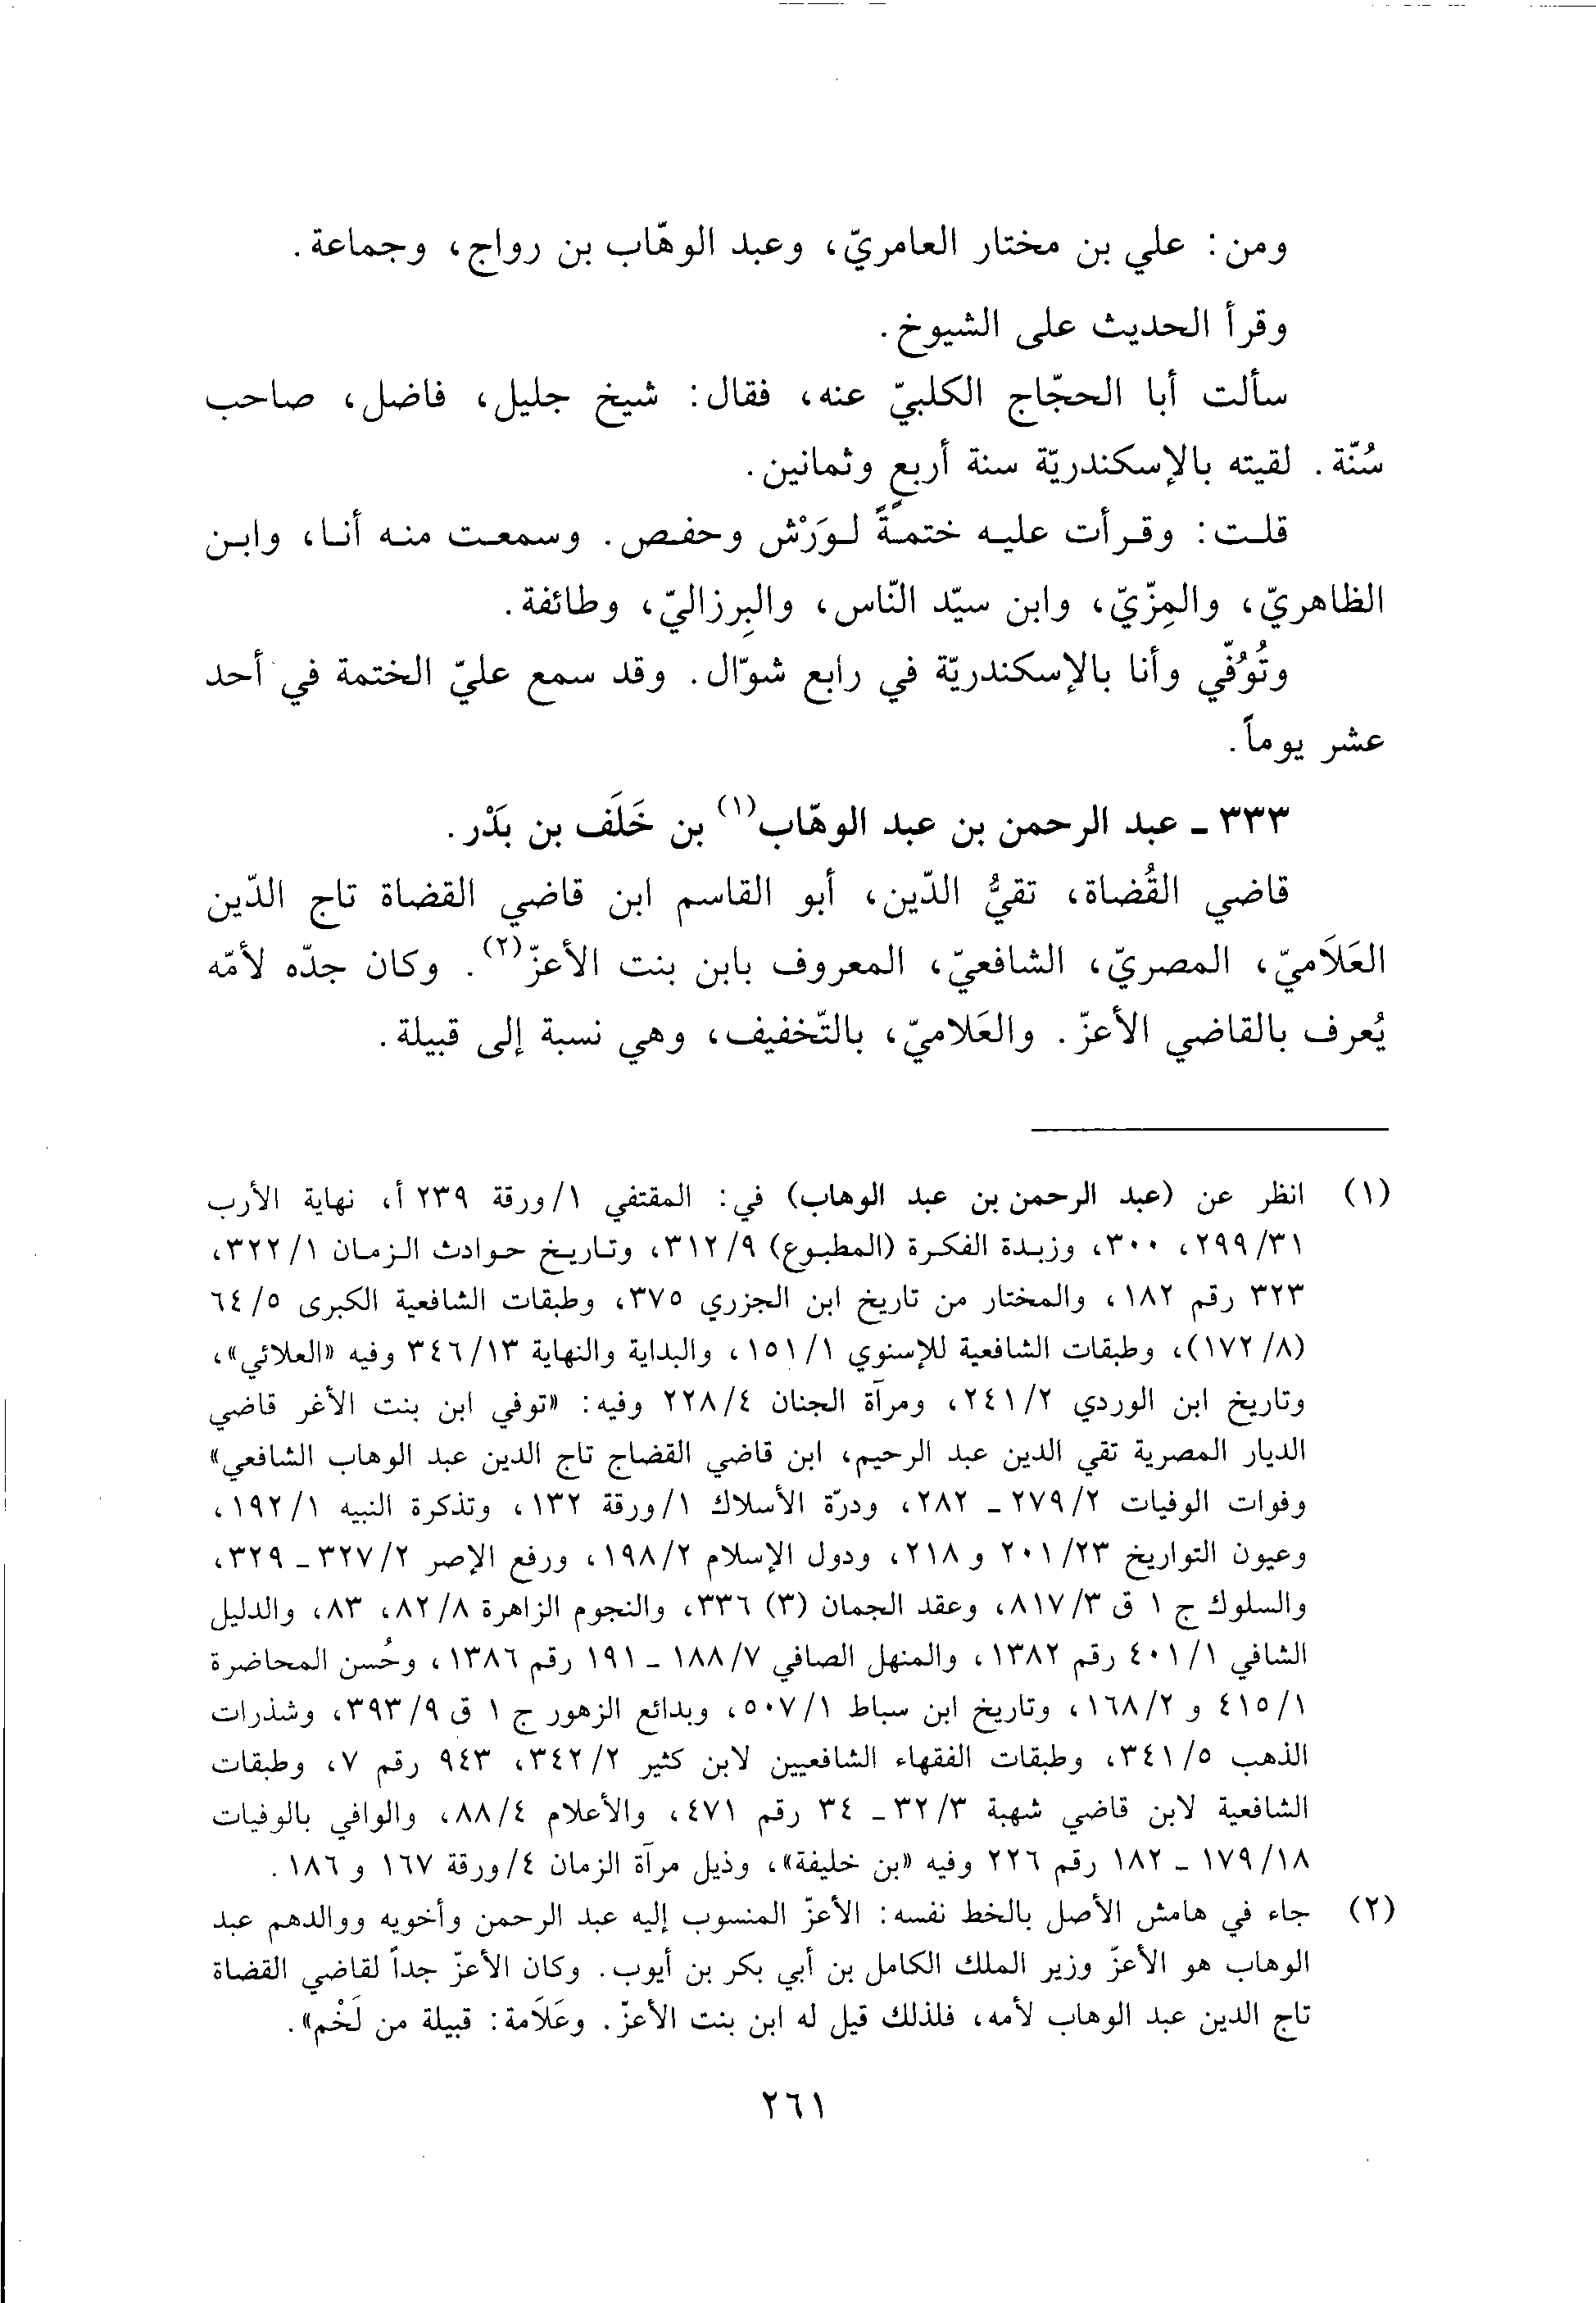 ومن: علي بن مختار العامريّ، وعبد الوهّاب بن رواج، وجماعة.
وقرأ الحديث على الشيوخ.
سألت أبا الحجّاج الكلبيّ عنه، فقال: شيخ جليل، فاضل، صاحب
سُنّة. لقيته بالإسكندريّة سنة أربعٍ وثمانين.
قلت: وقرأت عليه ختمةً لوَرْش وحفص. وسمعت منه أنا، وابن
الظاهريّ، والمِزّيّ، وابن سيّد النّاس، والبِرزاليّ، وطائفة.
وتُوُفّي وأنا بالإسكندريّة في رابع شوّال. وقد سمع عليّ الختمة في أحد
عشر يوماً.
٣٣٣ ـ عبد الرحمن بن عبد الوهّاب(١) بن خَلَف بن بَدْر.
قاضي القُضاة، تقيُّ الدّين، أبو القاسم ابن قاضي القضاة تاج الدّين
العَلاَميّ، المصريّ، الشافعيّ، المعروف بابن بنت الأعزّ(٢). وكان جدّه لأمّه
يُعرف بالقاضي الأعزّ. والعَلاميّ، بالتّخفيف، وهي نسبة إلى قبيلة.
(١) انظر عن (عبد الرحمن بن عبد الوهاب) في: المقتفي ١/ورقة ٢٣٩ أ، نهاية الأرب
٣١/ ٢٩٩، ٣٠٠، وزبدة الفكرة (المطبوع) ٩/ ٣١٢، وتاريخ حوادث الزمان ١/ ٣٢٢،
٣٢٣ رقم ١٨٢، والمختار من تاريخ ابن الجزري ٣٧٥، وطبقات الشافعية الكبرى ٥/ ٦٤
(٨/ ١٧٢)، وطبقات الشافعية للإسنوي ١/ ١٥١، والبداية والنهاية ١٣/ ٣٤٦ وفيه «العلائي»،
وتاريخ ابن الوردي ٢/ ٢٤١، ومرآة الجنان ٤/ ٢٢٨ وفيه: «توفي ابن بنت الأغر قاضي
الديار المصرية تقي الدين عبد الرحيم، ابن قاضي القضاج تاج الدين عبد الوهاب الشافعي»
وفوات الوفيات ٢/ ٢٧٩ ـ ٢٨٢، ودرّة الأسلاك ١/ورقة ١٣٢، وتذكرة النبيه ١/ ١٩٢،
وعيون التواريخ ٢٣/ ٢٠١ و ٢١٨، ودول الإسلام ٢/ ١٩٨، ورفع الإصر ٢/ ٣٢٧ ـ ٣٢٩،
والسلوك ج ١ ق ٣/ ٨١٧، وعقد الجمان (٣) ٣٣٦، والنجوم الزاهرة ٨/ ٨٢، ٨٣، والدليل
الشافي ١/ ٤٠١ رقم ١٣٨٢، والمنهل الصافي ٧/ ١٨٨ ـ ١٩١ رقم ١٣٨٦، وحُسن المحاضرة
١/ ٤١٥ و ٢/ ١٦٨، وتاريخ ابن سباط ١/ ٥٠٧، وبدائع الزهور ج ١ ق ٩/ ٣٩٣، وشذرات
الذهب ٥/ ٣٤١، وطبقات الفقهاء الشافعيين لابن كثير ٢/ ٣٤٢، ٩٤٣ رقم ٧، وطبقات
الشافعية لابن قاضي شهبة ٣/ ٣٢ ـ ٣٤ رقم ٤٧١، والأعلام ٤/ ٨٨، والوافي بالوفيات
١٨/ ١٧٩ ـ ١٨٢ رقم ٢٢٦ وفيه «بن خليفة»، وذيل مرآة الزمان ٤/ورقة ١٦٧ و ١٨٦.
(٢) جاء في هامش الأصل بالخط نفسه: الأعزّ المنسوب إليه عبد الرحمن وأخويه ووالدهم عبد
الوهاب هو الأعزّ وزير الملك الكامل بن أبي بكر بن أيوب. وكان الأعزّ جداً لقاضي القضاة
تاج الدين عبد الوهاب لأمه، فلذلك قيل له ابن بنت الأعزّ. وعَلاَمة: قبيلة من لَخْم».
٢٦١